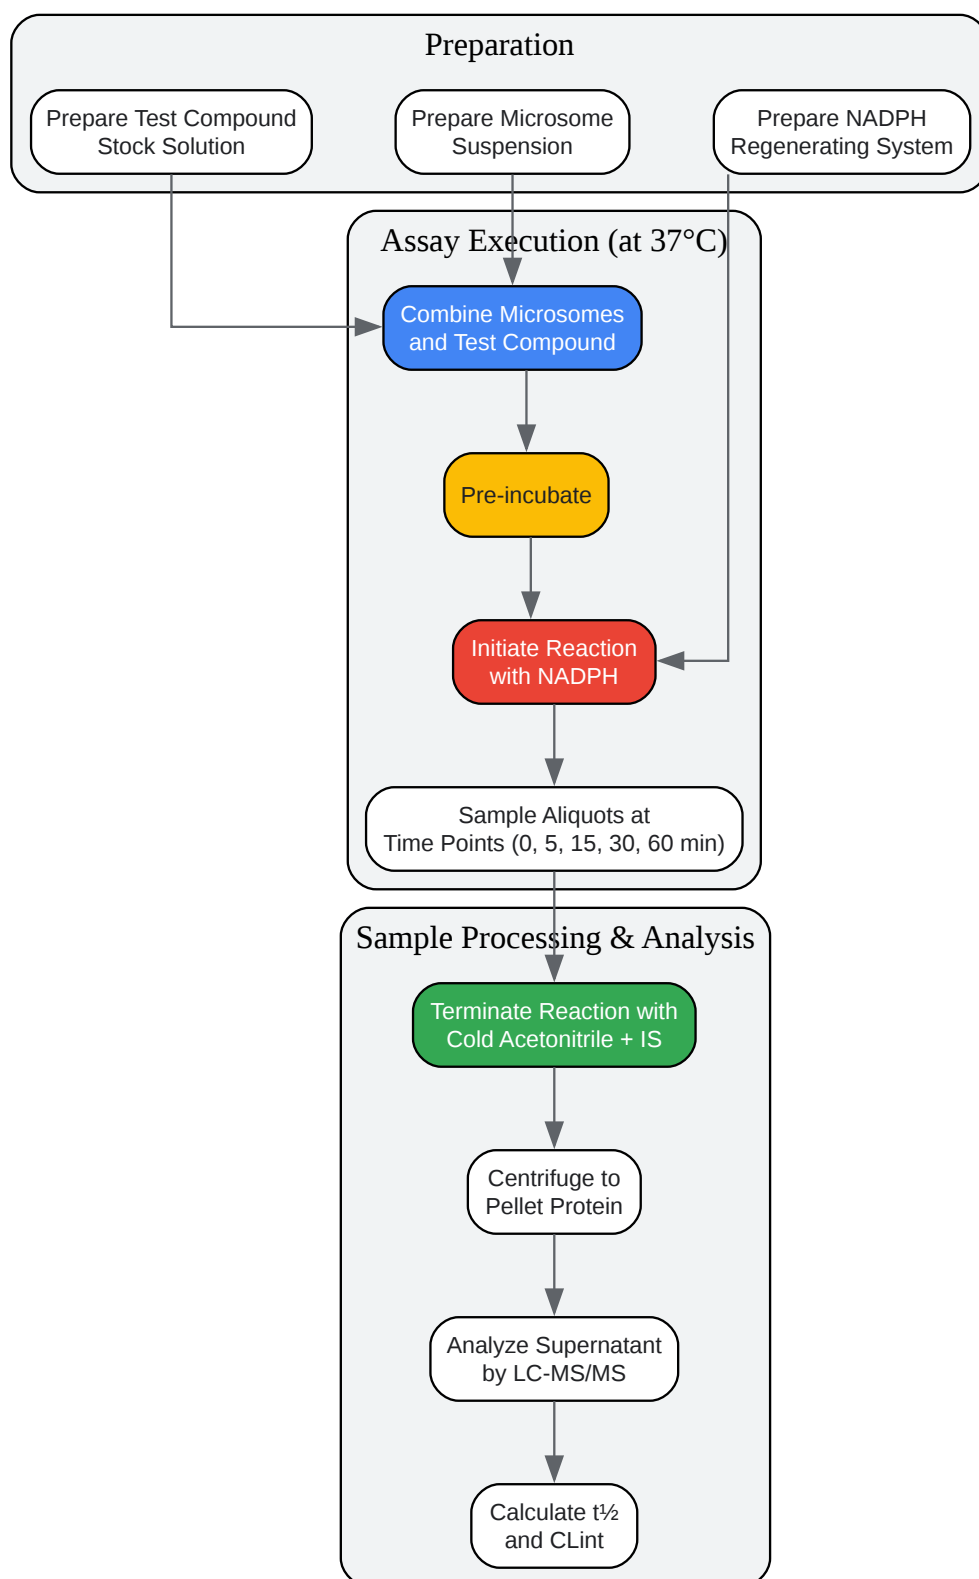 Preparation
Prepare Test Compound
Stock Solution
Prepare Microsome
Suspension
Prepare NADPH
Regenerating System
Assay Execution (at 37°C)
Combine Microsomes
and Test Compound
Pre-incubate
Initiate Reaction
with NADPH
Sample Aliquots at
Time Points (0, 5, 15, 30, 60 min)
Sample Processing & Analysis
Terminate Reaction with
Cold Acetonitrile + IS
Centrifuge to
Pellet Protein
Analyze Supernatant
by LC-MS/MS
Calculate t½
and CLint